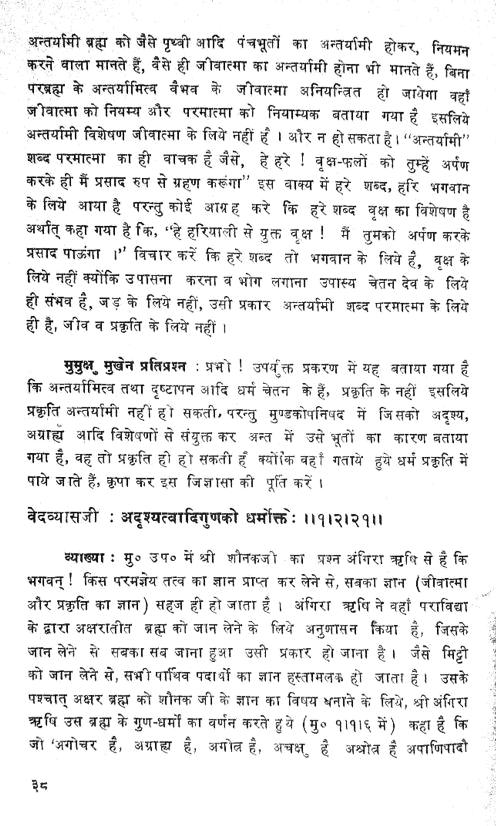 अन्तर्यामी ब्रह्म को जैसे पृथ्वी आदि पंचभूतों का अन्तर्यामी होकर, नियमन
करने वाला मानते हैं, वैसे ही जीवात्मा का अन्तर्यामी होना भी मानते हैं, बिना
परब्रह्म के अन्तर्यामित्व वैभव के जीवात्मा अनियन्त्रित हो जायेगा वहाँ
जीवात्मा को नियम्य और परमात्मा को नियाम्यक बताया गया है इसलिये
अन्तर्यामी विशेषण जीवात्मा के लिये नहीं है । और न हो सकता है। “अन्तर्यामी”
शब्द परमात्मा का ही वाचक है जैसे, हे हरे ! वृक्ष-फलों को तुम्हें अर्पण
करके ही मैं प्रसाद रुप से ग्रहण करूंगा” इस वाक्य में हरे शब्द, हरि भगवान
के लिये आया है परन्तु कोई आग्रह करे कि हरे शब्द वृक्ष का विशेषण है
अर्थात् कहा गया है कि, “हे हरियाली से युक्त वृक्ष ! मैं तुमको अर्पण करके
प्रसाद पाऊंगा ।” विचार करें कि हरे शब्द तो भगवान के लिये है, वृक्ष के
लिये नहीं क्योंकि उपासना करना व भोग लगाना उपास्य चेतन देव के लिये
ही संभव है, जड़ के लिये नहीं, उसी प्रकार अन्तर्यामी शब्द परमात्मा के लिये
ही है, जीव व प्रकृति के लिये नहीं ।
मुमुक्षु मुखेन प्रतिप्रश्न : प्रभो ! उपर्युक्त प्रकरण में यह बताया गया है
कि अन्तर्यामित्व तथा दृष्टापन आदि धर्म चेतन के हैं, प्रकृति के नहीं इसलिये
प्रकृति अन्तर्यामी नहीं हो सकती, परन्तु मुण्डकोपनिषद में जिसको अदृश्य,
अग्राह्य आदि विशेषणों से संयुक्त कर अन्त में उसे भूतों का कारण बताया
गया है, वह तो प्रकृति ही हो सकती है क्योंकि वहाँ गताये हुये धर्म प्रकृति में
पाये जाते हैं, कृपा कर इस जिज्ञासा की पूर्ति करें ।
वेदव्यासजी : अदृश्यत्वादिगुणको धर्मोक्तेः ।।१।२।२१।।
व्याख्या : मु० उप० में श्री शौनकजी का प्रश्न अंगिरा ऋषि से है कि
भगवन् ! किस परमज्ञेय तत्व का ज्ञान प्राप्त कर लेने से, सबका ज्ञान (जीवात्मा
और प्रकृति का ज्ञान) सहज ही हो जाता है । अंगिरा ऋषि ने वहाँ पराविद्या
के द्वारा अक्षरातीत ब्रह्म को जान लेने के लिये अनुशासन किया है, जिसके
जान लेने से सबका सब जाना हुआ उसी प्रकार हो जाना है । जैसे मिट्टी
को जान लेने से, सभी पार्थिव पदार्थो का ज्ञान हस्तामलक हो जाता है । उसके
पश्चात् अक्षर ब्रह्म को शौनक जी के ज्ञान का विषय बनाने के लिये, श्री अंगिरा
ऋषि उस ब्रह्म के गुण-धर्मों का वर्णन करते हुये (मु० १।१।६ में) कहा है कि
जो ‘अगोचर है, अग्राह्य है, अगोत्र है, अचक्षु है अश्रोत्र है अपाणिपादौ
३८